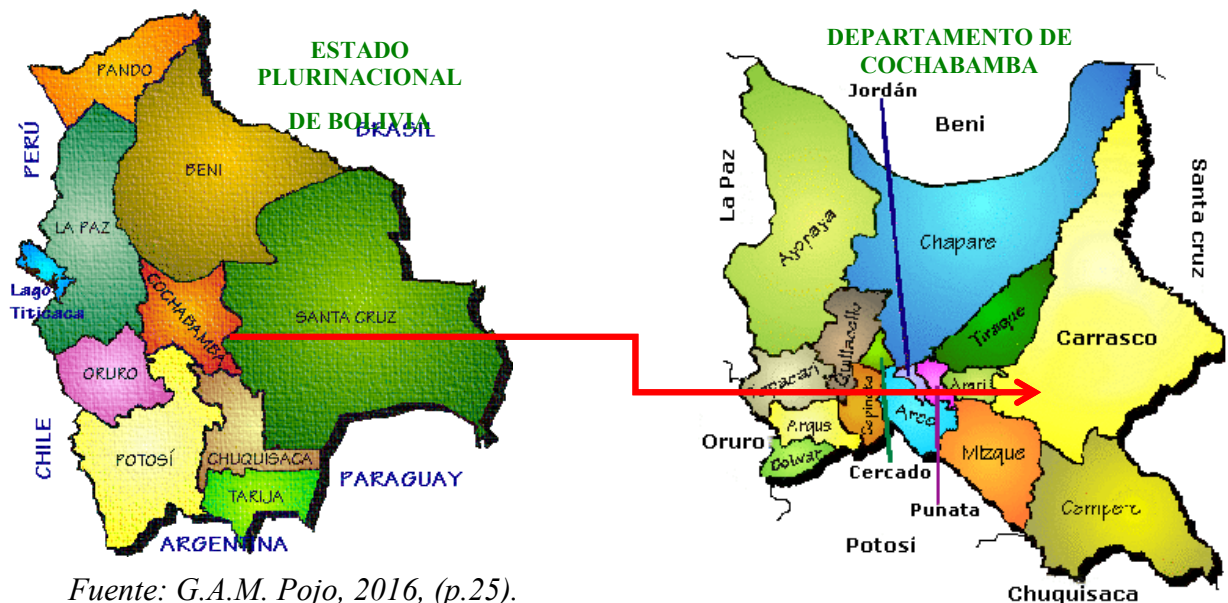 ESTADO
PLURINACIONAL
DE BOLIVIA
PANDO
PERÚ
BRASIL
BENI
LA PAZ
Lago
Titicaca
COCHABAMBA
SANTA CRUZ
ORURO
CHILE
POTOSÍ
CHUQUISACA
PARAGUAY
TARIJA
ARGENTINA
DEPARTAMENTO DE
COCHABAMBA
Jordán
Beni
La Paz
Santa cruz
Ayopaya
Chapare
Tiraque
Carrasco
Quillacollo
Arani
Arque
Oruro
Bolivar
Cercado
Mizque
Punata
Campero
Potosí
Chuquisaca
Fuente: G.A.M. Pojo, 2016, (p.25).